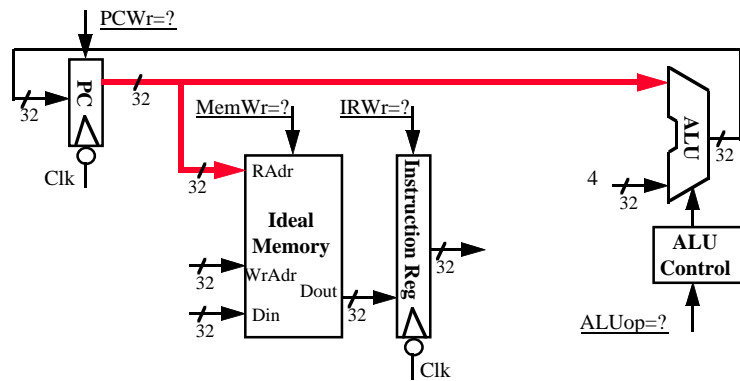 PCWr=?
PC
32
32
MemWr=?
IRWr=?
ALU
32
Clk
32
RAdr
4
32
Ideal
Memory
Instruction Reg
32
ALU
Control
32
WrAdr
Dout
32
32
Din
ALUop=?
Clk